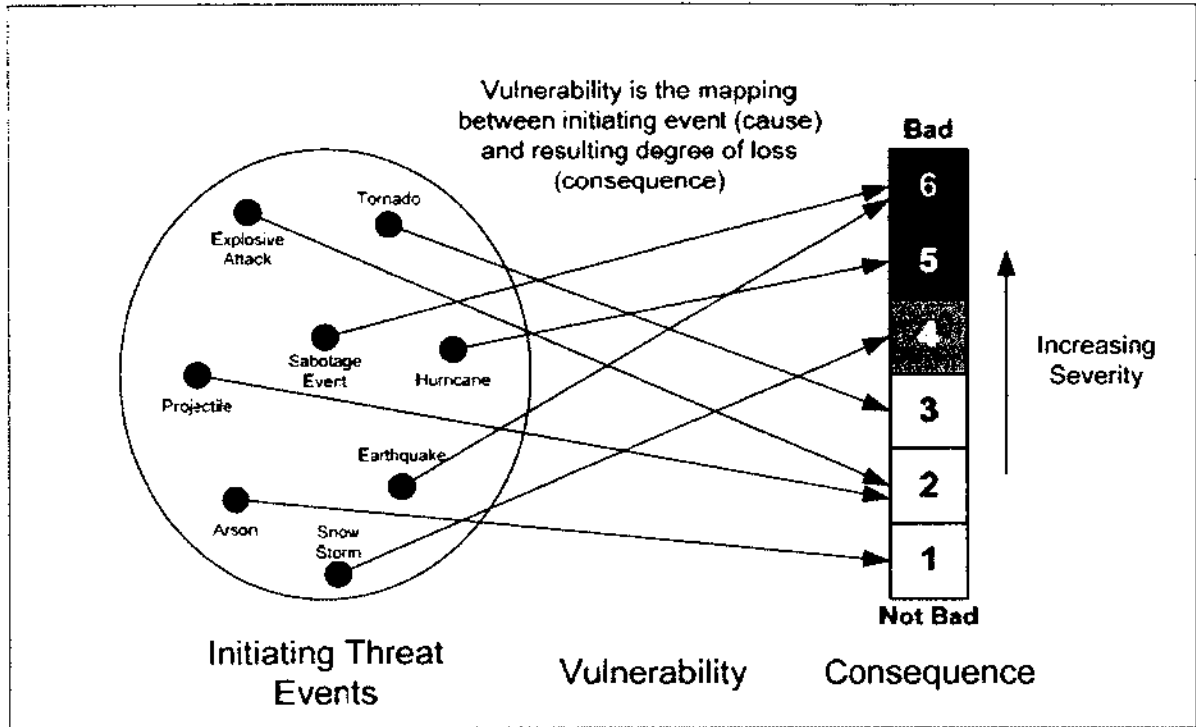 Vulnerability is the mapping
between initiating event (cause)
and resulting degree of loss
(consequence)
Bad
6
5
4
3
2
1
Not Bad
Increasing
Severity
Tornado
Explosive
Attack
Sabotage
Event
Hurricane
Projectile
Earthquake
Arson
Snow
Storm
Initiating Threat
Events
Vulnerability
Consequence